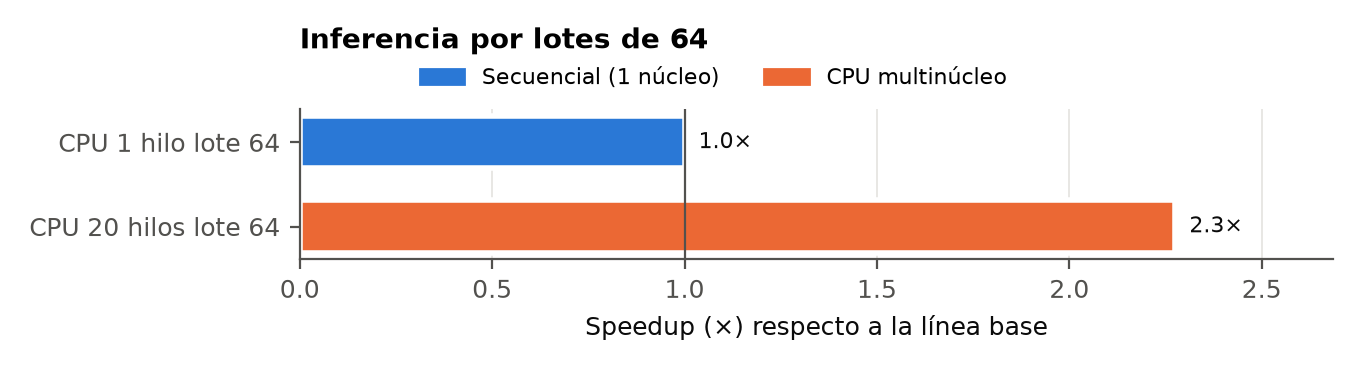 Inferencia por lotes de 64
Secuencial (1 núcleo) CPU multinúcleo
CPU 1 hilo lote 64 1.0×
CPU 20 hilos lote 64 2.3×
0.0 0.5 1.0 1.5 2.0 2.5
Speedup (×) respecto a la línea base